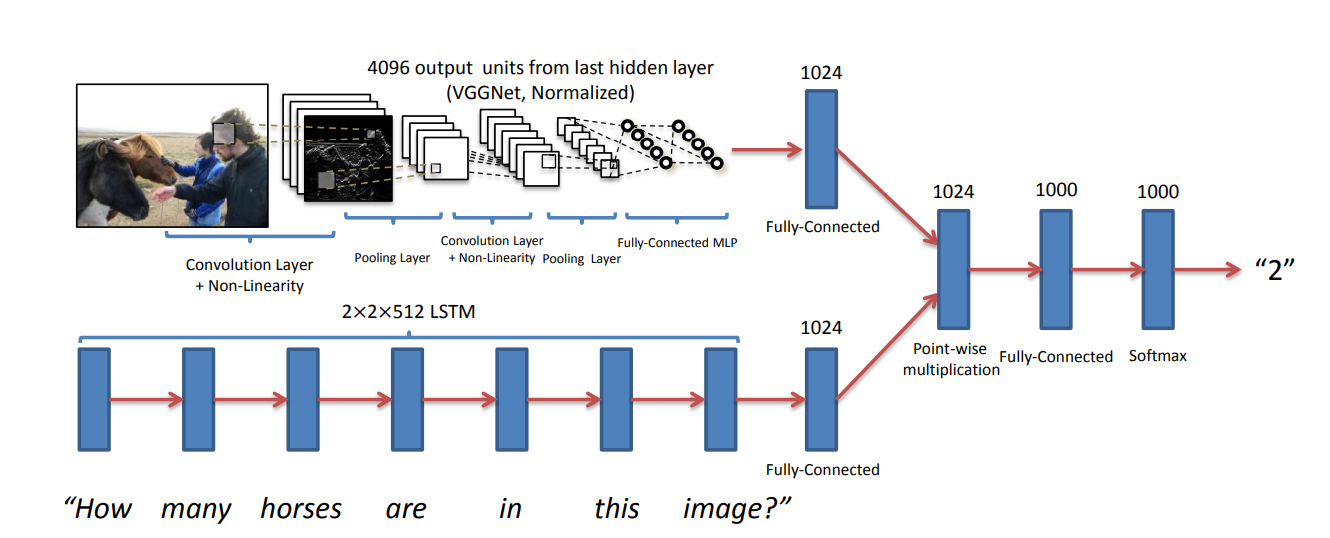 4096 output units from last hidden layer
(VGGNet, Normalized)
1024
Fully-Connected
Convolution Layer
+ Non-Linearity
Pooling Layer
Convolution Layer
+ Non-Linearity
Pooling Layer
Fully-Connected MLP
2×2×512 LSTM
1024
Fully-Connected
1024
Point-wise
multiplication
1000
Fully-Connected
1000
Softmax
“2”
“How many horses are in this image?”